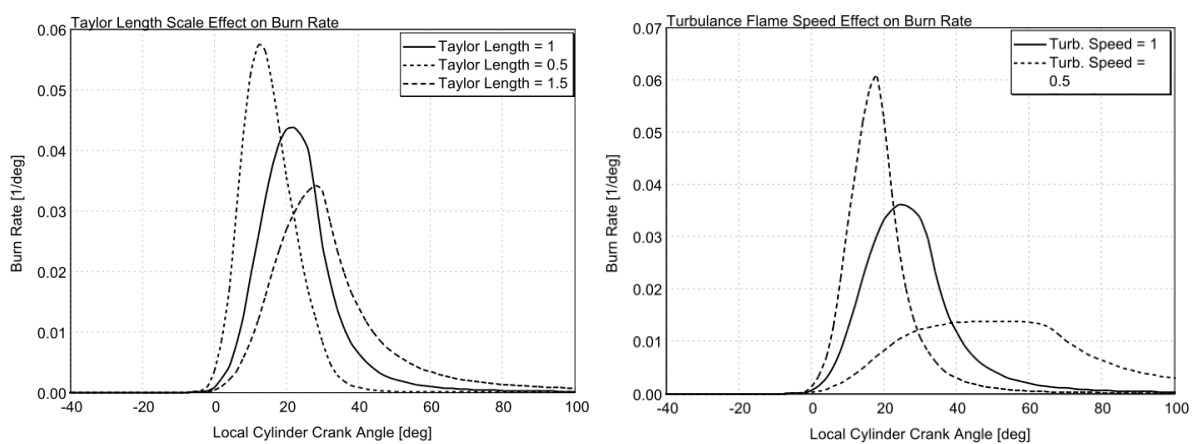 Taylor Length Scale Effect on Burn Rate
0.06
0.05
0.04
0.03
0.02
0.01
0.00
Burn Rate [1/deg]
Taylor Length = 1
Taylor Length = 0.5
Taylor Length = 1.5
-40
-20
0
20
40
60
80
100
Local Cylinder Crank Angle [deg]
Turbulance Flame Speed Effect on Burn Rate
0.07
0.06
0.05
0.04
0.03
0.02
0.01
0.00
Burn Rate [1/deg]
Turb. Speed = 1
Turb. Speed =
0.5
-40
-20
0
20
40
60
80
100
Local Cylinder Crank Angle [deg]